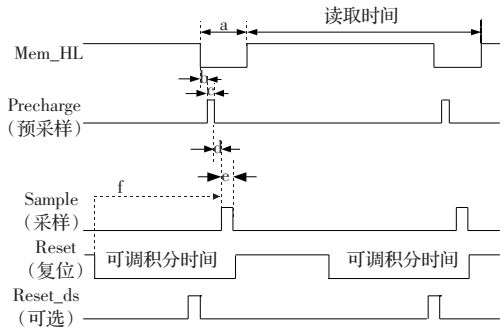 读取时间
a
Mem_HL
b
c
Precharge
（预采样）
d
e
f
Sample
（采样）
Reset
（复位）
可调积分时间 可调积分时间
Reset_ds
（可选）